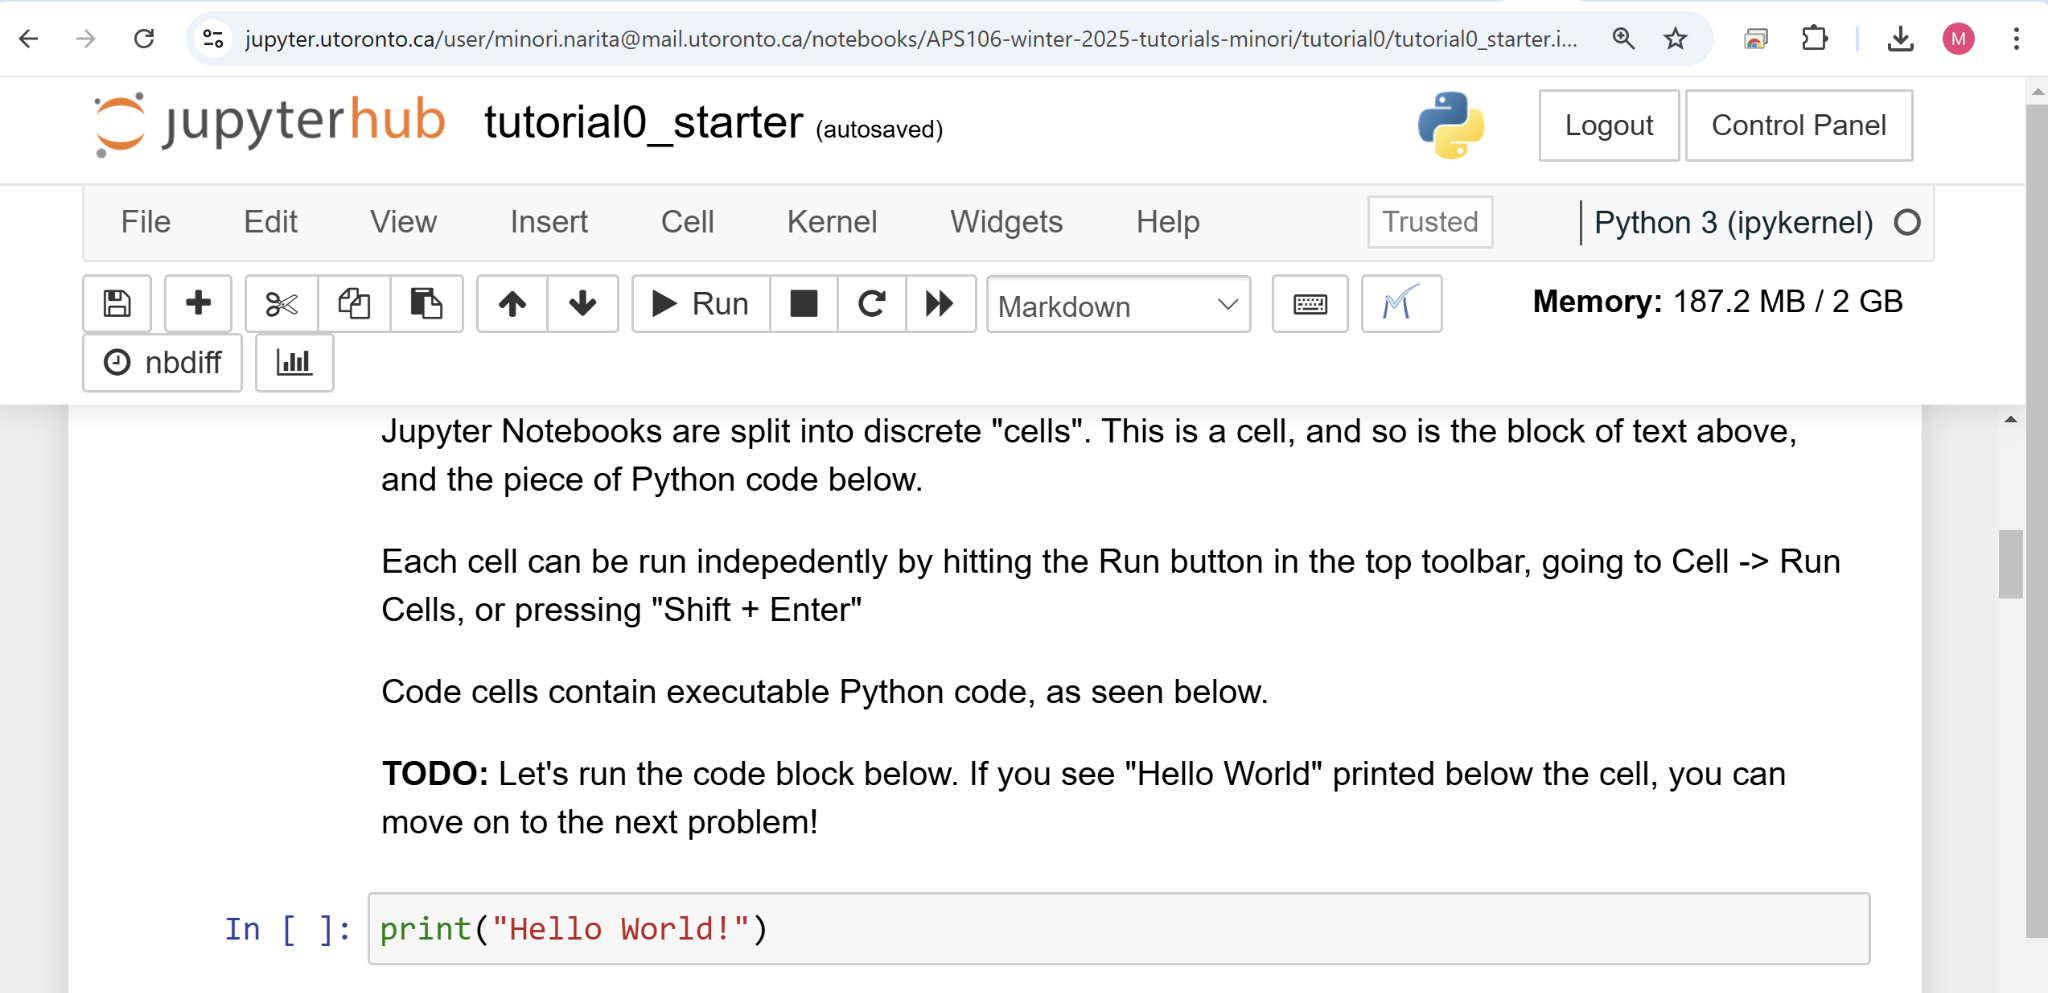 jupyter.utoronto.ca/user/minori.narita@mail.utoronto.ca/notebooks/APS106-winter-2025-tutorials-minori/tutorial0/tutorial0_starter.i...
M
jupyterhub tutorial0_starter (autosaved)
Logout
Control Panel
File Edit View Insert Cell Kernel Widgets Help
Trusted
Python 3 (ipykernel)
Run
Markdown
Memory: 187.2 MB / 2 GB
nbdiff
Jupyter Notebooks are split into discrete "cells". This is a cell, and so is the block of text above,
and the piece of Python code below.
Each cell can be run indepedently by hitting the Run button in the top toolbar, going to Cell -> Run
Cells, or pressing "Shift + Enter"
Code cells contain executable Python code, as seen below.
TODO: Let's run the code block below. If you see "Hello World" printed below the cell, you can
move on to the next problem!
In [ ]: print("Hello World!")